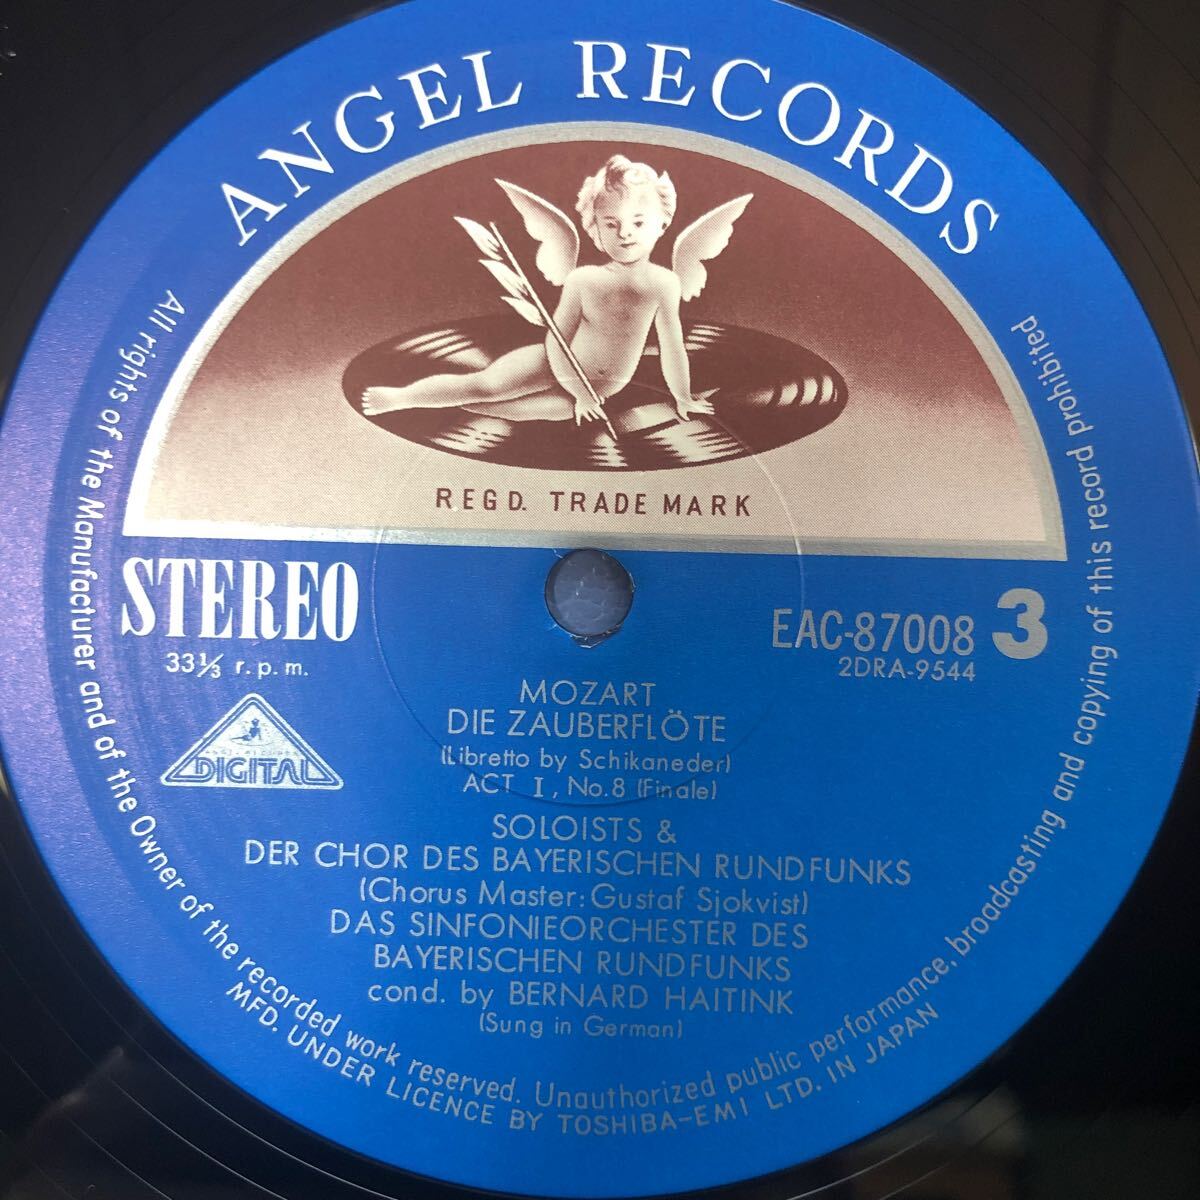 ANGEL RECORDS
REGD. TRADE MARK
STEREO
33⅓ r.p.m.
EAC-87008 3
2DRA-9544
ANGEL RECORDS
DIGITAL
MOZART
DIE ZAUBERFLÖTE
(Libretto by Schikaneder)
ACT I, No.8 (Finale)
SOLOISTS &
DER CHOR DES BAYERISCHEN RUNDFUNKS
(Chorus Master: Gustaf Sjokvist)
DAS SINFONIEORCHESTER DES
BAYERISCHEN RUNDFUNKS
cond. by BERNARD HAITINK
(Sung in German)
All rights of the Manufacturer and of the Owner of the recorded work reserved. Unauthorized public performance, broadcasting and copying of this record prohibited
MFD. UNDER LICENCE BY TOSHIBA-EMI LTD. IN JAPAN